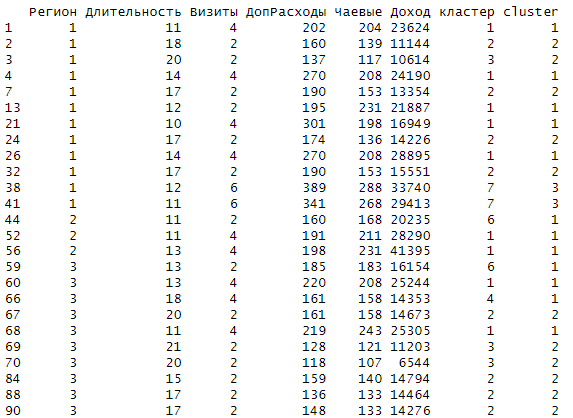 Регион Длительность Визиты ДопРасходы Чаевые Доход кластер cluster
1 1 11 4 202 204 23624 1 1
2 1 18 2 160 139 11144 2 2
3 1 20 2 137 117 10614 3 2
4 1 14 4 270 208 24190 1 1
7 1 17 2 190 153 13354 2 2
13 1 12 2 195 231 21887 1 1
21 1 10 4 301 198 16949 1 1
24 1 17 2 174 136 14226 2 2
26 1 14 4 270 208 28895 1 1
32 1 17 2 190 153 15551 2 2
38 1 12 6 389 288 33740 7 3
41 1 11 6 341 268 29413 7 3
44 2 11 2 160 168 20235 6 1
52 2 11 4 191 211 28290 1 1
56 2 13 4 198 231 41395 1 1
59 3 13 2 185 183 16154 6 1
60 3 13 4 220 208 25244 1 1
66 3 18 4 161 158 14353 4 1
67 3 20 2 161 158 14673 2 2
68 3 11 4 219 243 25305 1 1
69 3 21 2 128 121 11203 3 2
70 3 20 2 118 107 6544 3 2
84 3 15 2 159 140 14794 2 2
88 3 17 2 136 133 14464 2 2
90 3 17 2 148 133 14276 2 2